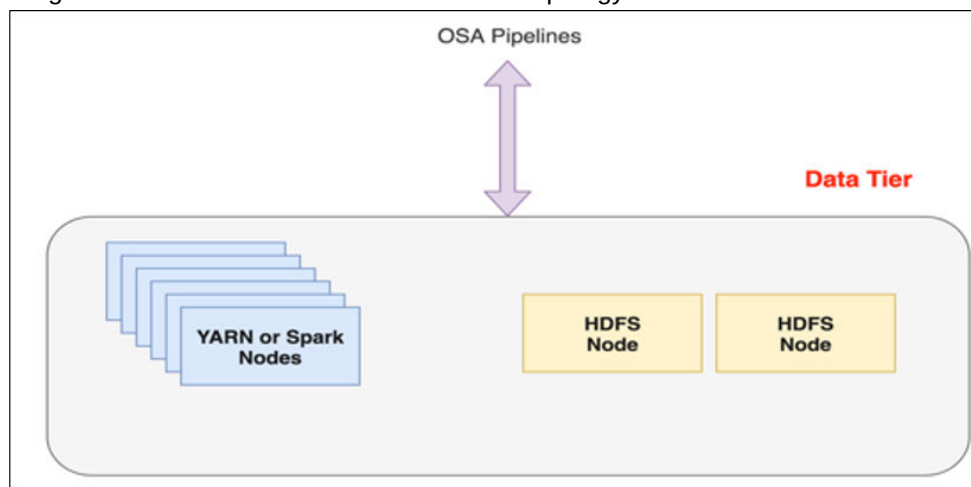 OSA Pipelines
Data Tier
YARN or Spark
Nodes
HDFS
Node
HDFS
Node